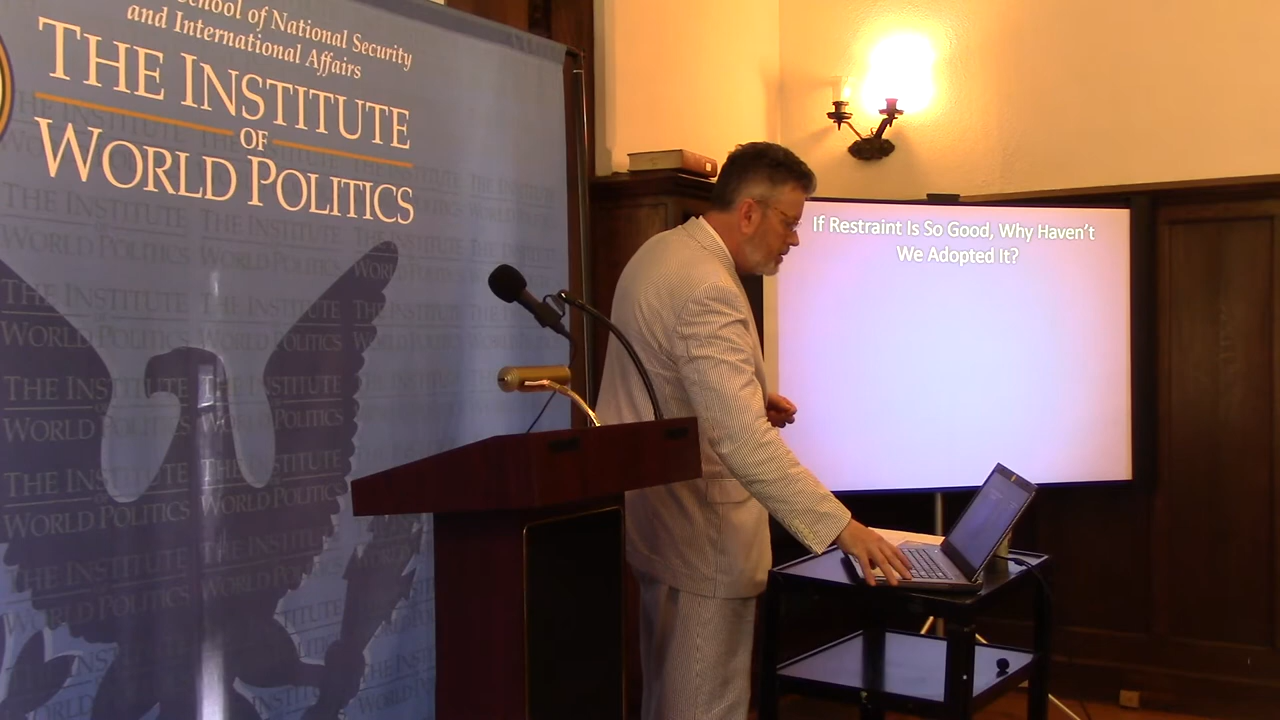 School of National Security
and International Affairs
THE INSTITUTE
OF
WORLD POLITICS
If Restraint Is So Good, Why Haven't
We Adopted It?